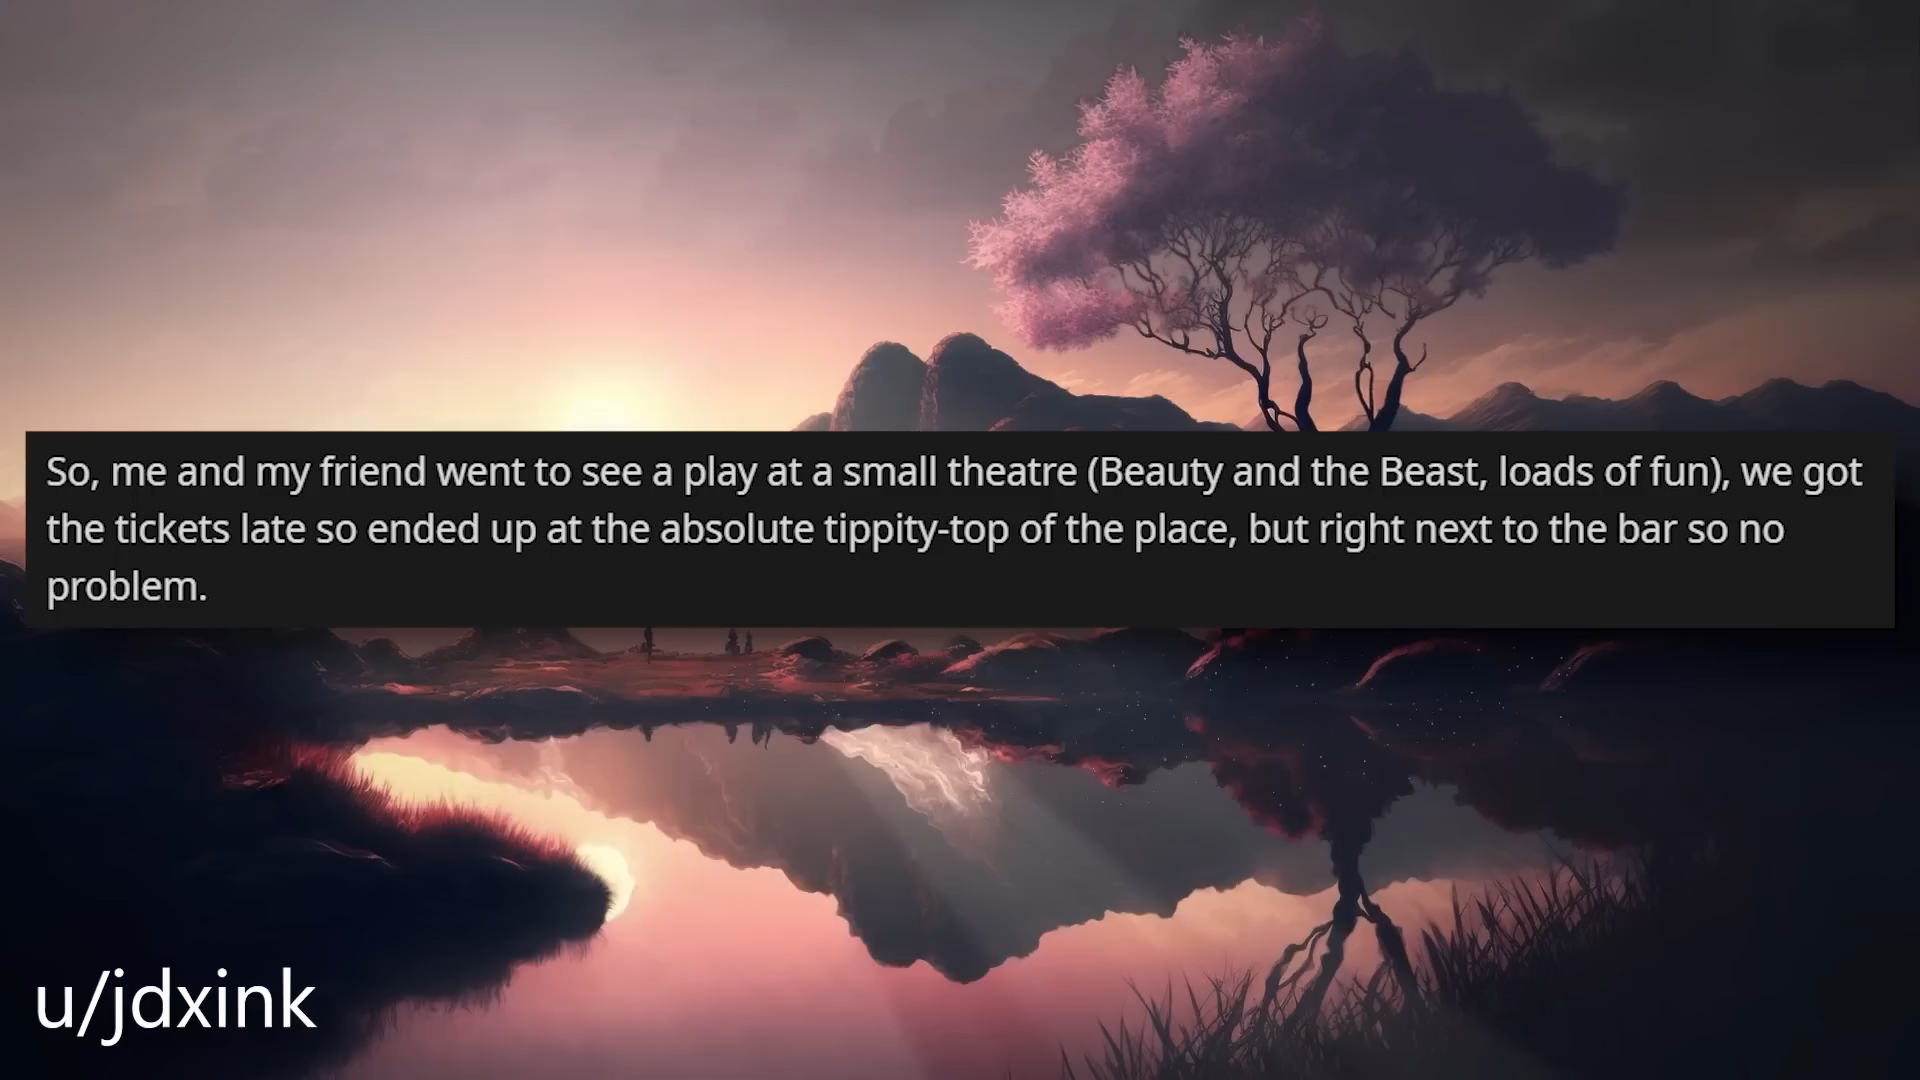 So, me and my friend went to see a play at a small theatre (Beauty and the Beast, loads of fun), we got
the tickets late so ended up at the absolute tippity-top of the place, but right next to the bar so no
problem.
u/jdxink